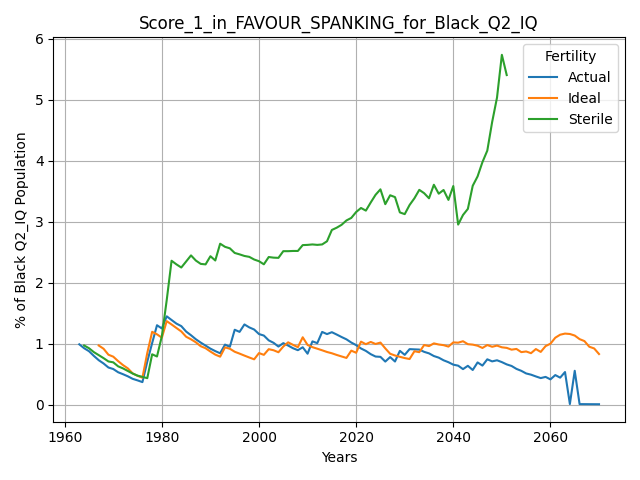 Score_1_in_FAVOUR_SPANKING_for_Black_Q2_IQ
% of Black Q2_IQ Population
6
5
4
3
2
1
0
Fertility
Actual
Ideal
Sterile
1960 1980 2000 2020 2040 2060
Years